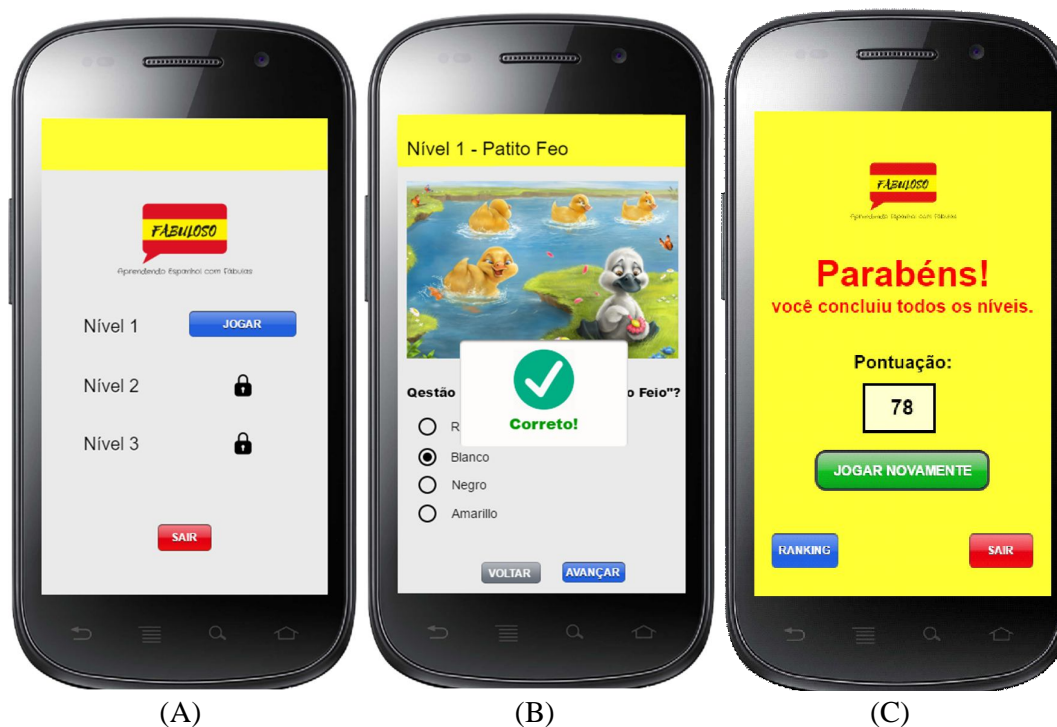 FABULOSO
Aprendendo Espanhol com Fábulas
Nível 1
JOGAR
Nível 2
Nível 3
SAIR
(A)
Nível 1 - Patito Feo
Correto!
Qestão
o Feio"?
R
Blanco
Negro
Amarillo
VOLTAR
AVANÇAR
(B)
FABULOSO
Aprendendo Espanhol com Fábulas
Parabéns!
você concluiu todos os níveis.
Pontuação:
78
JOGAR NOVAMENTE
RANKING
SAIR
(C)